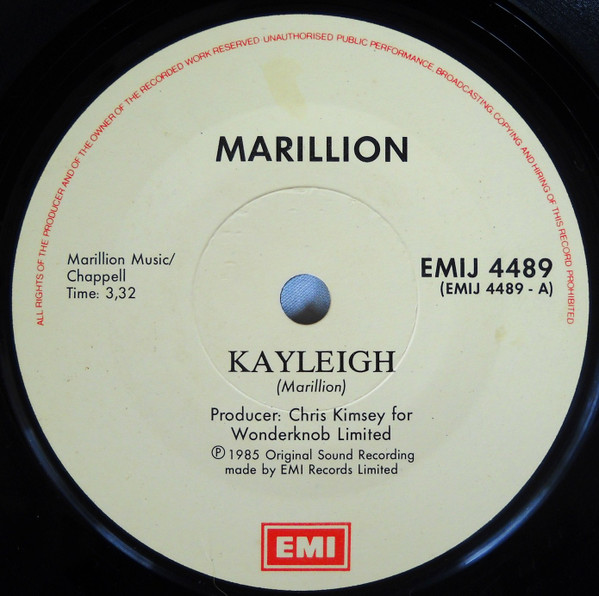 ALL RIGHTS OF THE PRODUCER AND OF THE OWNER OF THE RECORDED WORK RESERVED · UNAUTHORISED PUBLIC PERFORMANCE, BROADCASTING, COPYING AND HIRING OF THIS RECORD PROHIBITED
MARILLION
Marillion Music/
Chappell
Time: 3,32
EMIJ 4489
(EMIJ 4489 - A)
KAYLEIGH
(Marillion)
Producer: Chris Kimsey for
Wonderknob Limited
℗ 1985 Original Sound Recording
made by EMI Records Limited
EMI